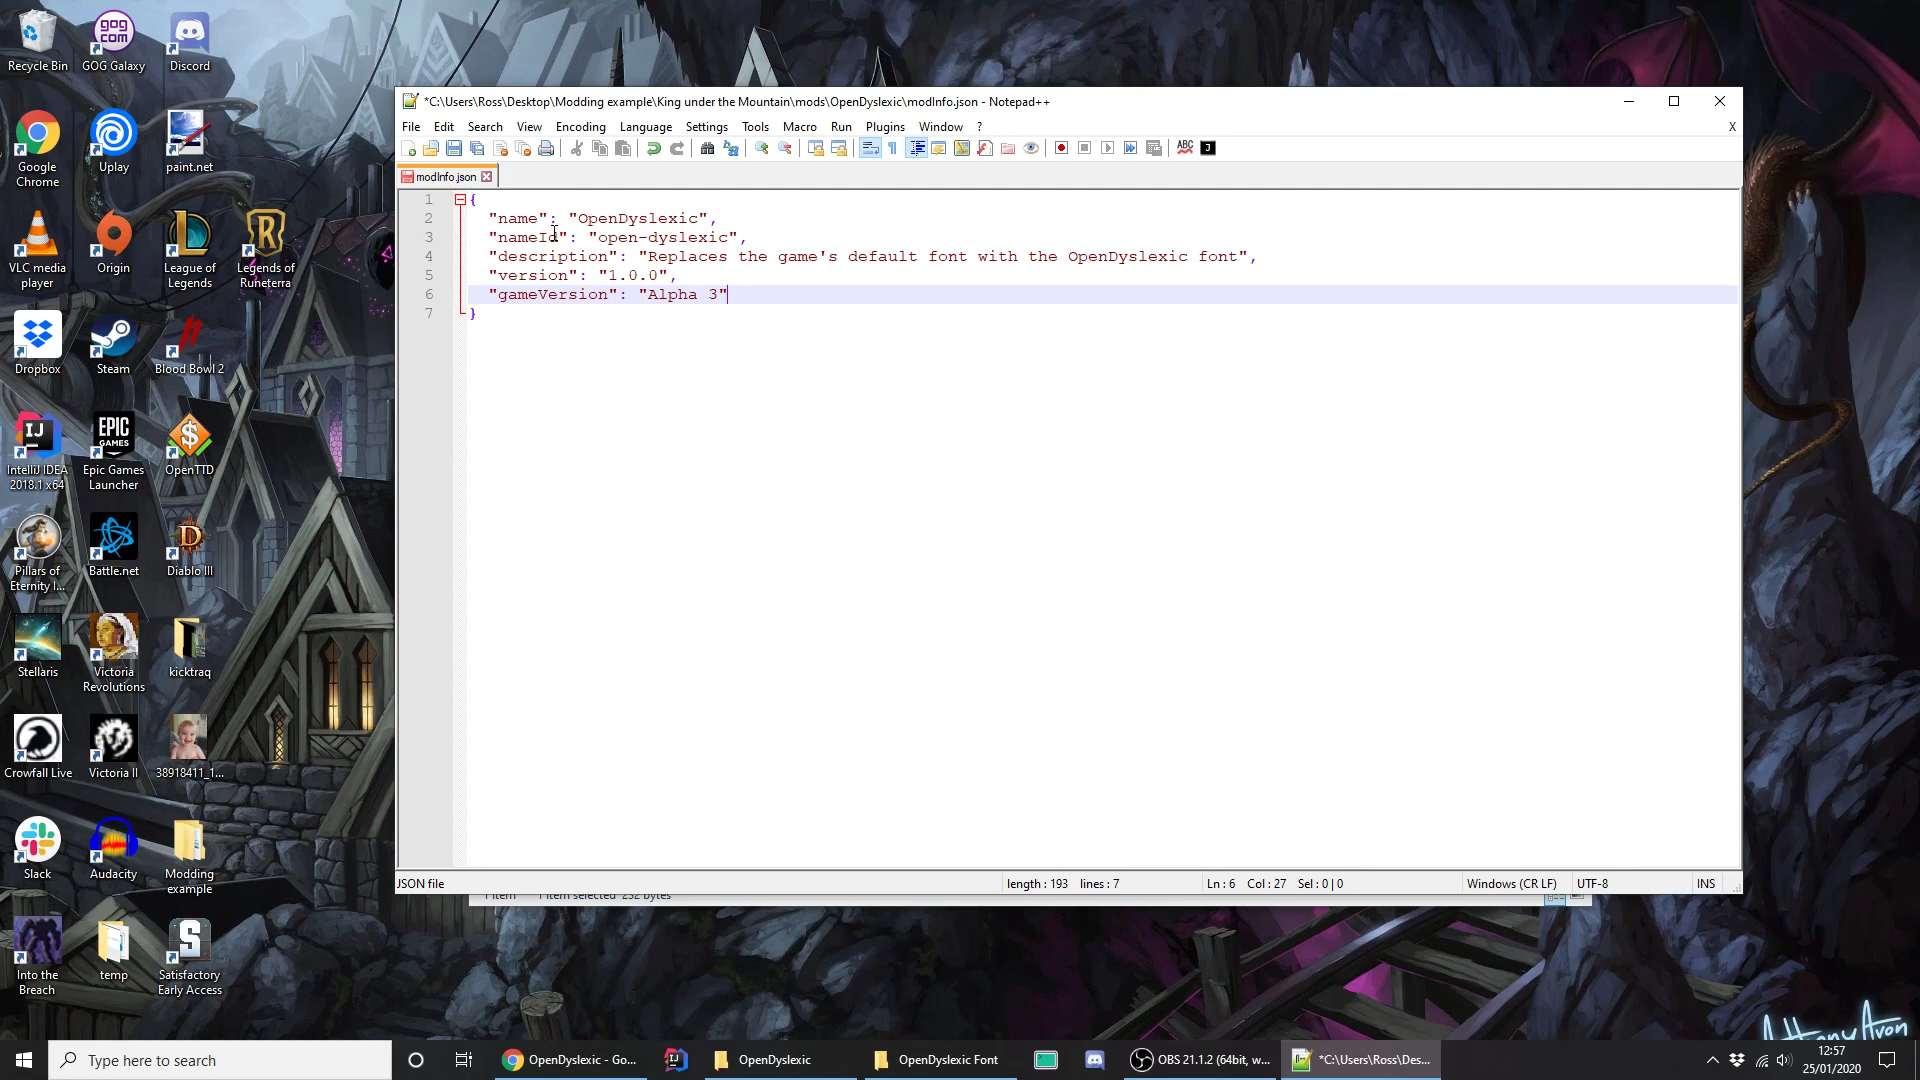 Recycle Bin
GOG Galaxy
Discord
Google Chrome
Uplay
paint.net
VLC media player
Origin
League of Legends
Legends of Runeterra
Dropbox
Steam
Blood Bowl 2
IntelliJ IDEA 2018.1 x64
Epic Games Launcher
OpenTTD
Pillars of Eternity I...
Battle.net
Diablo III
Stellaris
Victoria Revolutions
kicktraq
Crowfall Live
Victoria II
38918411_1...
Slack
Audacity
Modding example
Into the Breach
temp
Satisfactory Early Access
*C:\Users\Ross\Desktop\Modding example\King under the Mountain\mods\OpenDyslexic\modInfo.json - Notepad++
File Edit Search View Encoding Language Settings Tools Macro Run Plugins Window ? X
modInfo.json
1 {
2 "name": "OpenDyslexic",
3 "nameId": "open-dyslexic",
4 "description": "Replaces the game's default font with the OpenDyslexic font",
5 "version": "1.0.0",
6 "gameVersion": "Alpha 3"
7 }
JSON file length : 193 lines : 7 Ln : 6 Col : 27 Sel : 0 | 0 Windows (CR LF) UTF-8 INS
1 item 1 item selected 232 bytes
Type here to search
OpenDyslexic - Go...
OpenDyslexic
OpenDyslexic Font
OBS 21.1.2 (64bit, w...
*C:\Users\Ross\Des...
12:57
25/01/2020